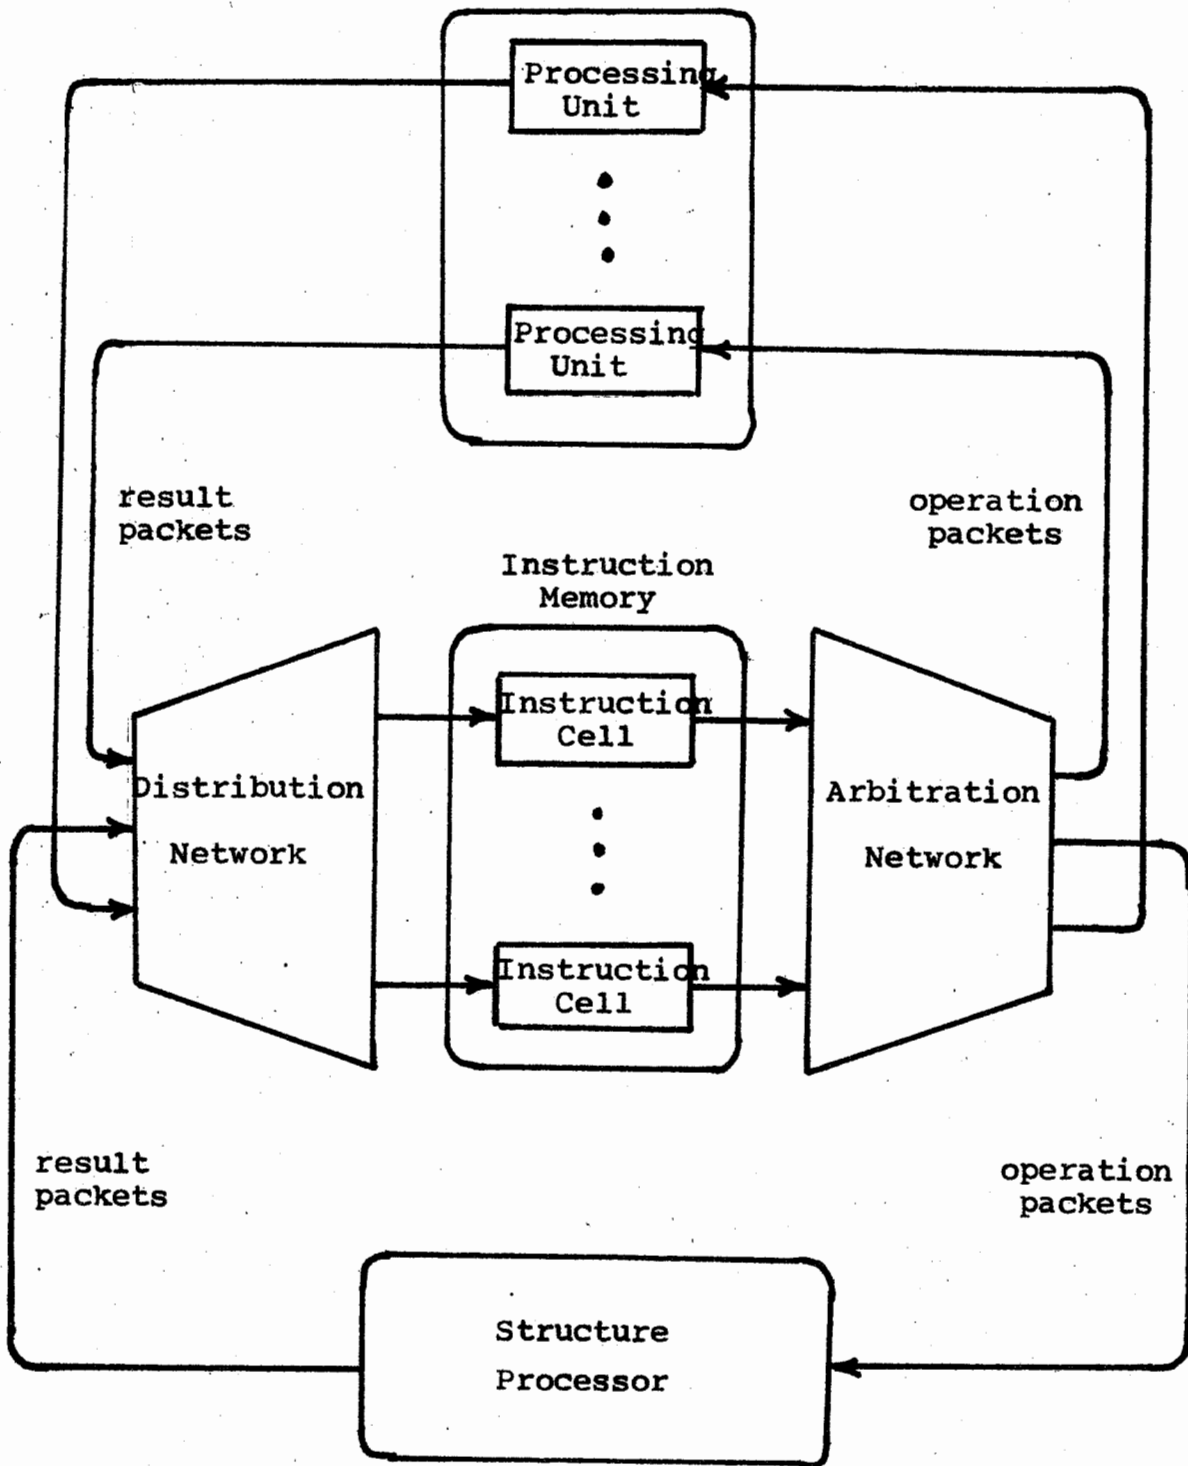 Processing
Unit
Processing
Unit
result
packets
operation
packets
Instruction
Memory
Instruction
Cell
Distribution
Network
Arbitration
Network
Instruction
Cell
result
packets
operation
packets
Structure
Processor